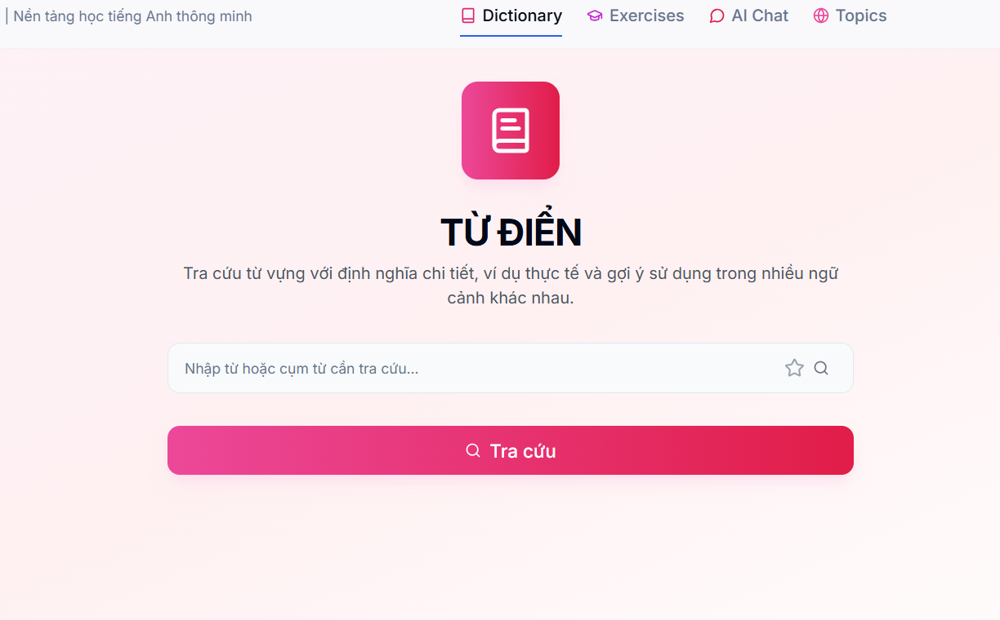 | Nền tảng học tiếng Anh thông minh
Dictionary
Exercises
AI Chat
Topics
TỪ ĐIỂN
Tra cứu từ vựng với định nghĩa chi tiết, ví dụ thực tế và gợi ý sử dụng trong nhiều ngữ
cảnh khác nhau.
Nhập từ hoặc cụm từ cần tra cứu...
Tra cứu